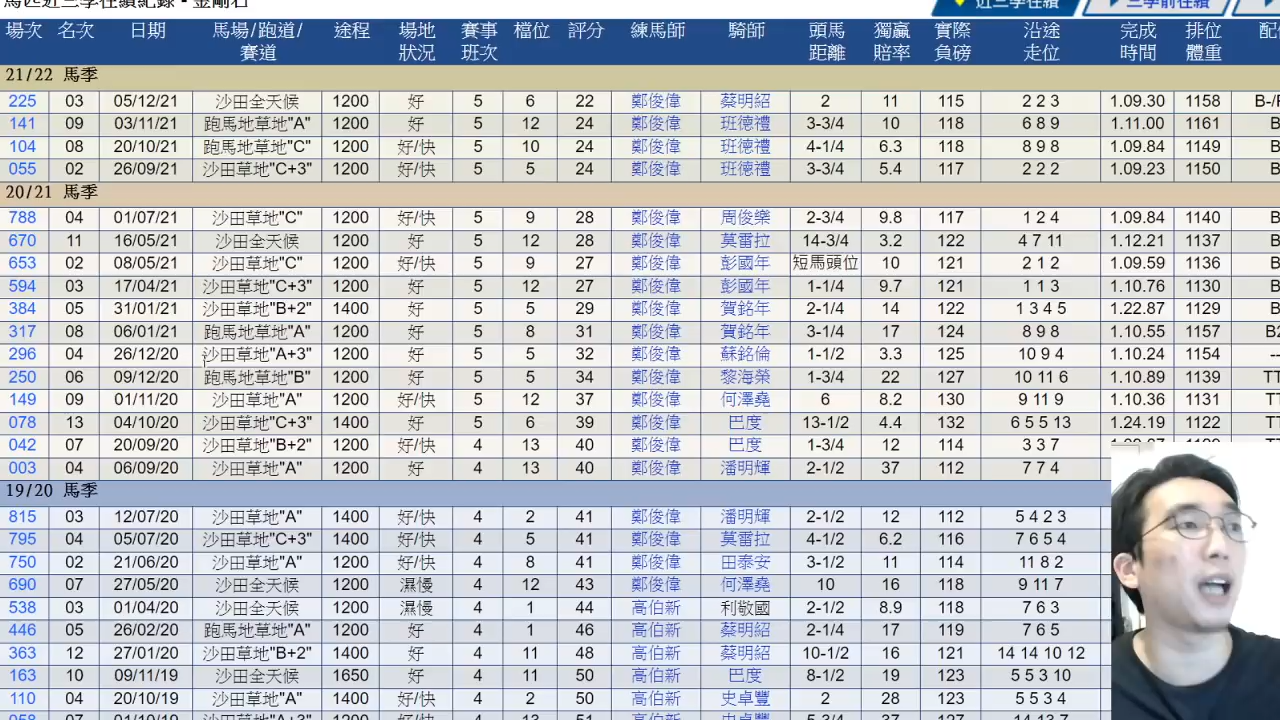 馬匹近三季往績紀錄 - 金剛石
近三季往績
三季前往績
場次 名次 日期 馬場/跑道/賽道 途程 場地狀況 賽事班次 檔位 評分 練馬師 騎師 頭馬距離 獨贏賠率 實際負磅 沿途走位 完成時間 排位體重
21/22 馬季
225 03 05/12/21 沙田全天候 1200 好 5 6 22 鄭俊偉 蔡明紹 2 11 115 2 2 3 1.09.30 1158 B-/
141 09 03/11/21 跑馬地草地"A" 1200 好 5 12 24 鄭俊偉 班德禮 3-3/4 10 118 6 8 9 1.11.00 1161 B
104 08 20/10/21 跑馬地草地"C" 1200 好/快 5 10 24 鄭俊偉 班德禮 4-1/4 6.3 118 8 9 8 1.09.84 1149 B
055 02 26/09/21 沙田草地"C+3" 1200 好/快 5 5 24 鄭俊偉 班德禮 3-3/4 5.4 117 2 2 2 1.09.23 1150 B
20/21 馬季
788 04 01/07/21 沙田草地"C" 1200 好/快 5 9 28 鄭俊偉 周俊樂 2-3/4 9.8 117 1 2 4 1.09.84 1140 B
670 11 16/05/21 沙田全天候 1200 好 5 12 28 鄭俊偉 莫雷拉 14-3/4 3.2 122 4 7 11 1.12.21 1137 B
653 02 08/05/21 沙田草地"C" 1200 好/快 5 9 27 鄭俊偉 彭國年 短馬頭位 10 121 2 1 2 1.09.59 1136 B
594 03 17/04/21 沙田草地"C+3" 1200 好 5 12 27 鄭俊偉 彭國年 1-1/4 9.7 121 1 1 3 1.10.76 1130 B
384 05 31/01/21 沙田草地"B+2" 1400 好 5 5 29 鄭俊偉 賀銘年 2-1/4 14 122 1 3 4 5 1.22.87 1129 B
317 08 06/01/21 跑馬地草地"A" 1200 好 5 8 31 鄭俊偉 賀銘年 3-1/4 17 124 8 9 8 1.10.55 1157 B2
296 04 26/12/20 沙田草地"A+3" 1200 好 5 5 32 鄭俊偉 蘇銘倫 1-1/2 3.3 125 10 9 4 1.10.24 1154 --
250 06 09/12/20 跑馬地草地"B" 1200 好 5 5 34 鄭俊偉 黎海榮 1-3/4 22 127 10 11 6 1.10.89 1139 TT
149 09 01/11/20 沙田草地"A" 1200 好/快 5 12 37 鄭俊偉 何澤堯 6 8.2 130 9 11 9 1.10.36 1131 TT
078 13 04/10/20 沙田草地"C+3" 1400 好 5 6 39 鄭俊偉 巴度 13-1/2 4.4 132 6 5 5 13 1.24.19 1122 TT
042 07 20/09/20 沙田草地"B+2" 1200 好/快 4 13 40 鄭俊偉 巴度 1-3/4 12 114 3 3 7
003 04 06/09/20 沙田草地"A" 1200 好 4 13 40 鄭俊偉 潘明輝 2-1/2 37 112 7 7 4
19/20 馬季
815 03 12/07/20 沙田草地"A" 1400 好/快 4 2 41 鄭俊偉 潘明輝 2-1/2 12 112 5 4 2 3
795 04 05/07/20 沙田草地"C+3" 1400 好/快 4 5 41 鄭俊偉 莫雷拉 4-1/2 6.2 116 7 6 5 4
750 02 21/06/20 沙田草地"A" 1200 好/快 4 8 41 鄭俊偉 田泰安 3-1/2 11 114 11 8 2
690 07 27/05/20 沙田全天候 1200 濕慢 4 12 43 鄭俊偉 何澤堯 10 16 118 9 11 7
538 03 01/04/20 沙田全天候 1200 濕慢 4 1 44 高伯新 利敬國 2-1/2 8.9 118 7 6 3
446 05 26/02/20 跑馬地草地"A" 1200 好 4 1 46 高伯新 蔡明紹 2-1/4 17 119 7 6 5
363 12 27/01/20 沙田草地"B+2" 1400 好 4 11 48 高伯新 蔡明紹 10-1/2 16 121 14 14 10 12
163 10 09/11/19 沙田全天候 1650 好 4 11 50 高伯新 巴度 8-1/2 19 123 5 5 3 10
110 04 20/10/19 沙田草地"A" 1400 好/快 4 2 50 高伯新 史卓豐 2 28 123 5 5 3 4